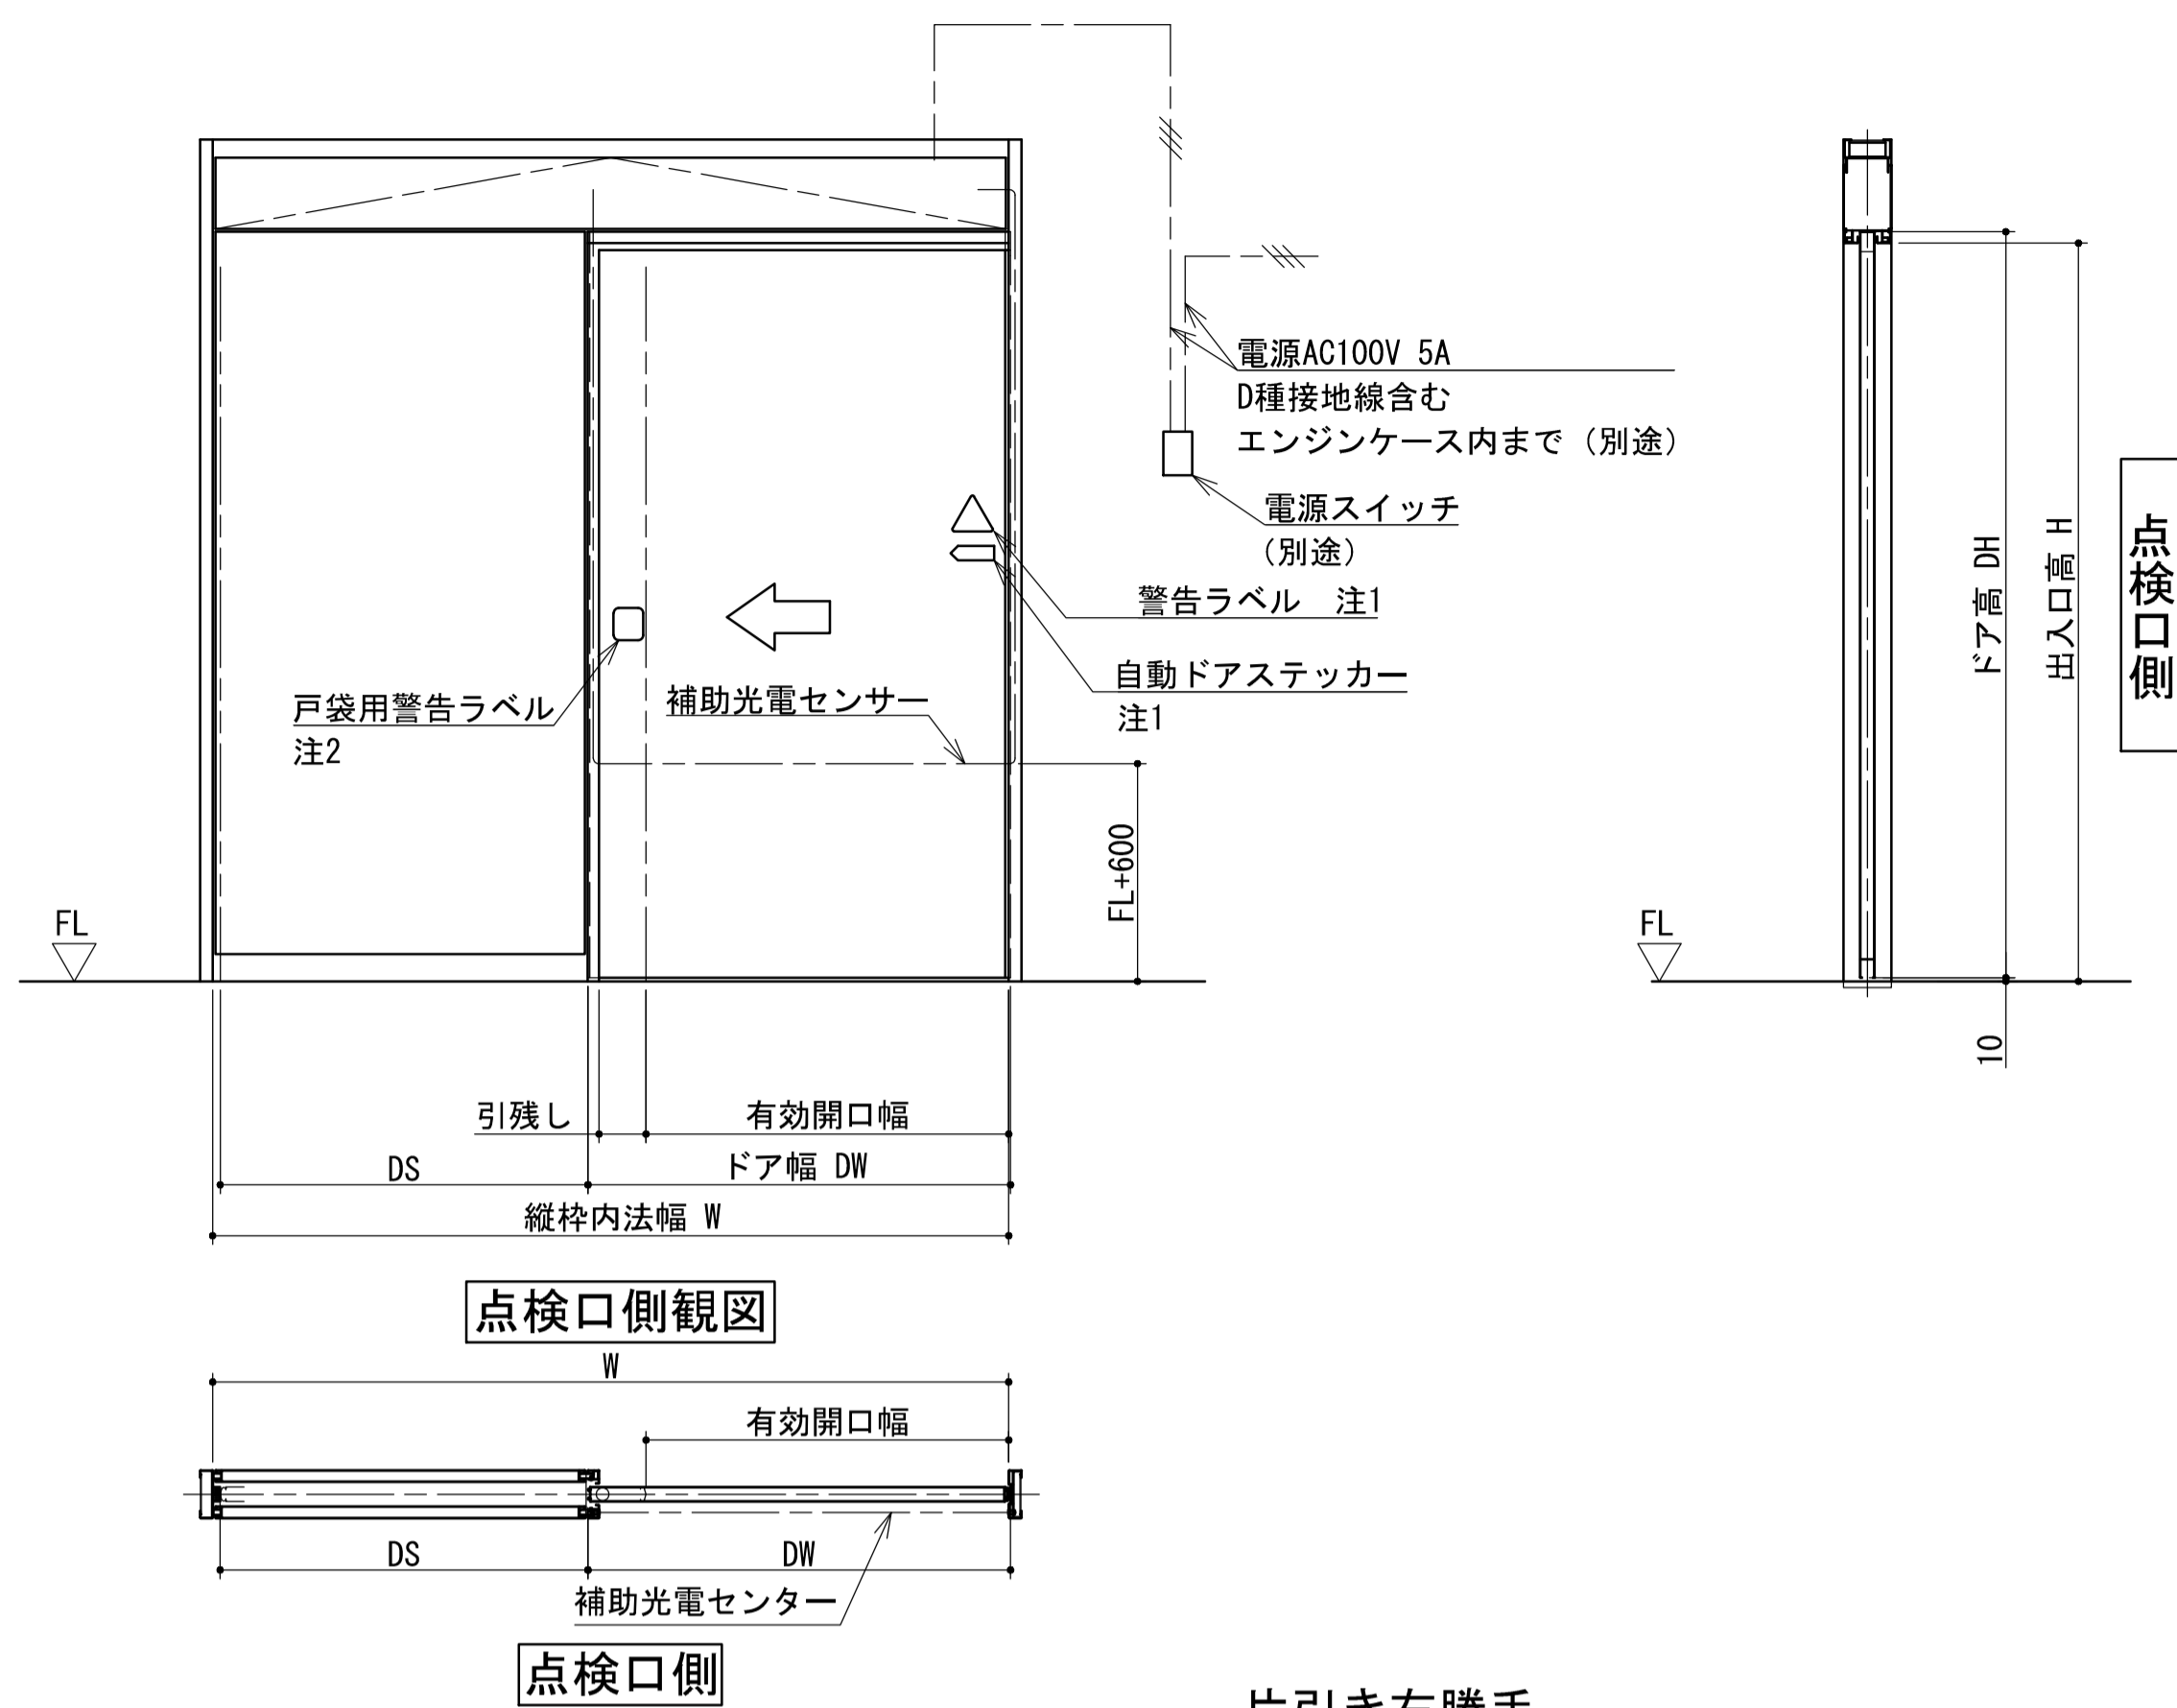 電源AC100V 5A
D種接地線含む
エンジンケース内まで（別途）
電源スイッチ
（別途）
警告ラベル 注1
自動ドアステッカー
注1
戸袋用警告ラベル
注2
補助光電センサー
FL+600
FL
引残し
有効開口幅
DS
ドア幅 DW
縦枠内法幅 W
点検口側観図
FL
ドア高 DH
出入口高 H
10
点検口側
W
有効開口幅
DS
DW
補助光電センター
点検口側